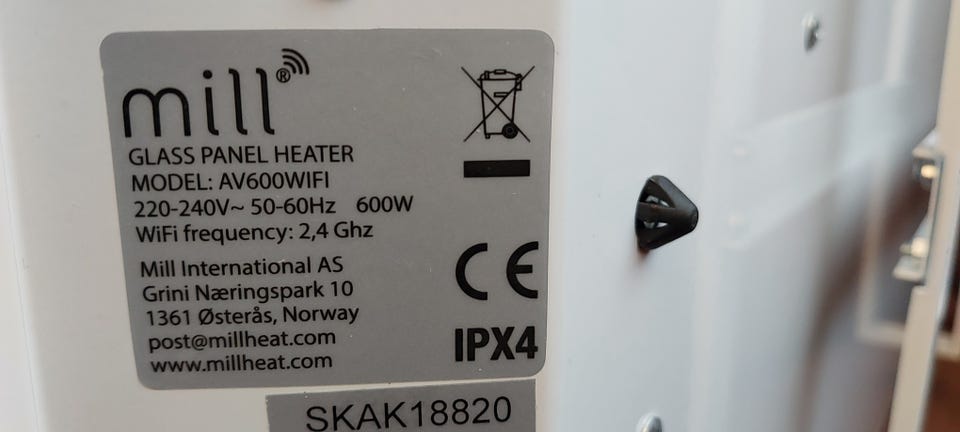 mill®
GLASS PANEL HEATER
MODEL: AV600WIFI
220-240V~ 50-60Hz 600W
WiFi frequency: 2,4 Ghz
Mill International AS
Grini Næringspark 10
1361 Østerås, Norway
post@millheat.com
www.millheat.com
CE
IPX4
SKAK18820